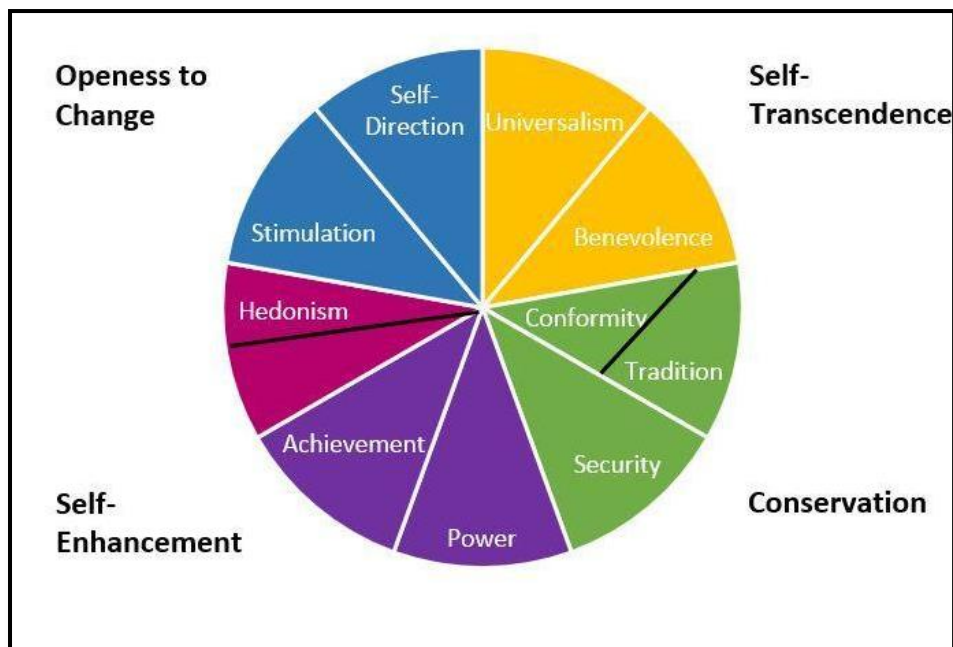 Openess to
Change
Self-
Transcendence
Self-
Direction
Universalism
Stimulation
Benevolence
Hedonism
Conformity
Tradition
Achievement
Security
Power
Self-
Enhancement
Conservation